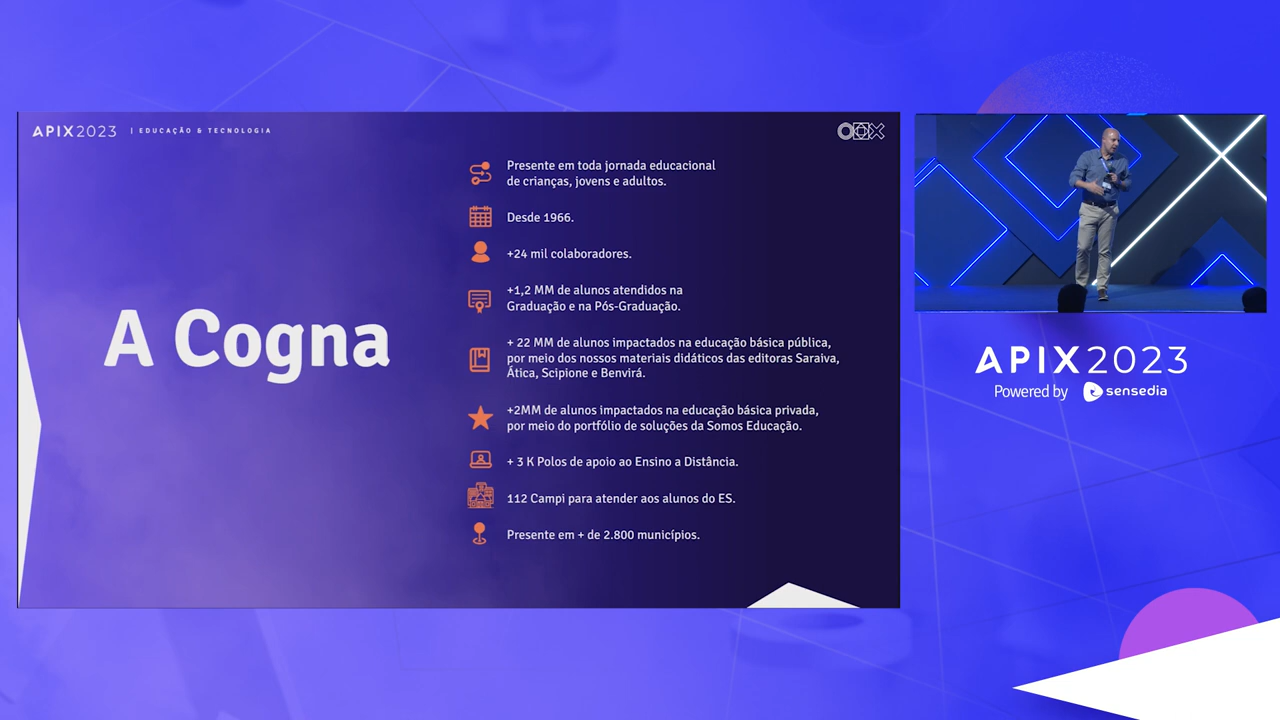 APIX2023 | EDUCAÇÃO & TECNOLOGIA
A Cogna
Presente em toda jornada educacional
de crianças, jovens e adultos.
Desde 1966.
+24 mil colaboradores.
+1,2 MM de alunos atendidos na
Graduação e na Pós-Graduação.
+ 22 MM de alunos impactados na educação básica pública,
por meio dos nossos materiais didáticos das editoras Saraiva,
Ática, Scipione e Benvirá.
+2MM de alunos impactados na educação básica privada,
por meio do portfólio de soluções da Somos Educação.
+ 3 K Polos de apoio ao Ensino a Distância.
112 Campi para atender aos alunos do ES.
Presente em + de 2.800 municípios.
APIX2023
Powered by sensedia